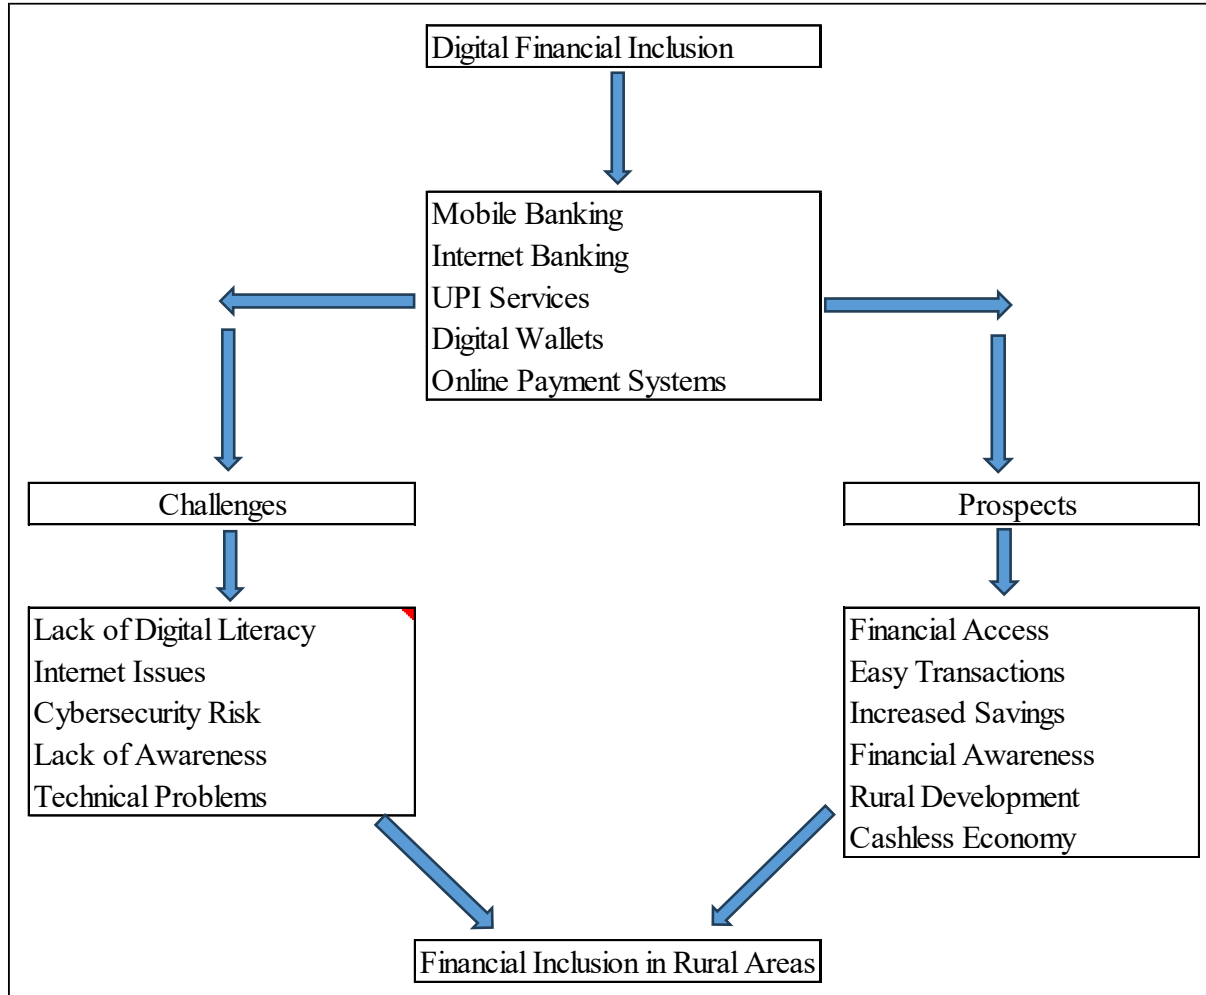 Digital Financial Inclusion
Mobile Banking
Internet Banking
UPI Services
Digital Wallets
Online Payment Systems
Challenges
Prospects
Lack of Digital Literacy
Internet Issues
Cybersecurity Risk
Lack of Awareness
Technical Problems
Financial Access
Easy Transactions
Increased Savings
Financial Awareness
Rural Development
Cashless Economy
Financial Inclusion in Rural Areas